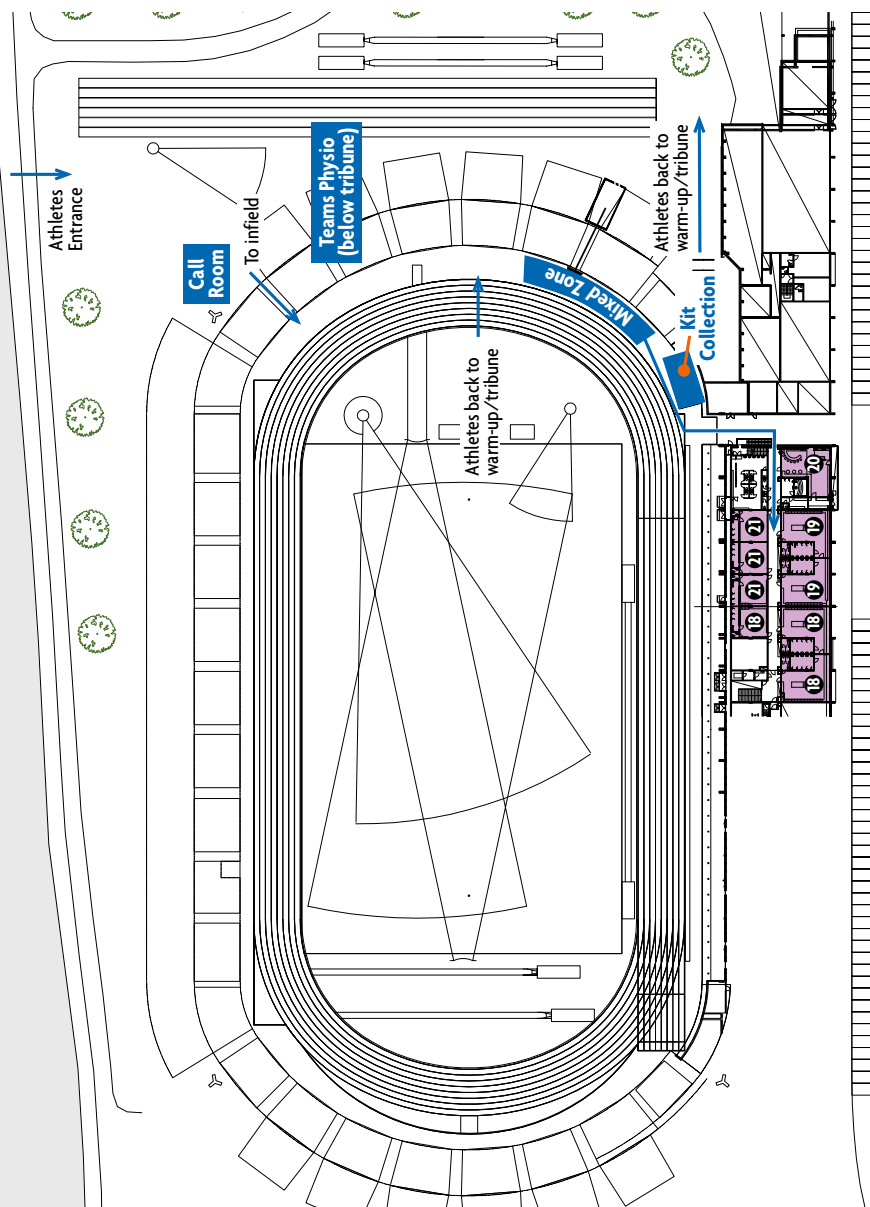 Athletes
Entrance
Call
Room
To infield
Teams Physio
(below tribune)
Athletes back to
warm-up/tribune
Mixed Zone
Kit
Collection
Athletes back to
warm-up/tribune
20
21
19
21
21
19
18
18
18